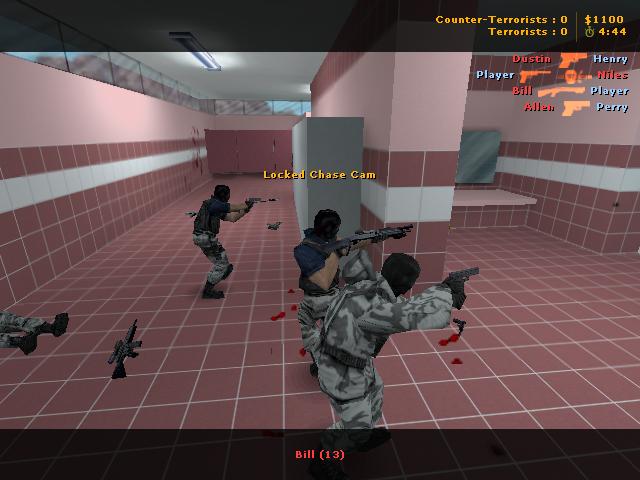 Counter-Terrorists : 0 $1100
Terrorists : 0 4:44
Dustin Henry
Player Niles
Bill Player
Allen Perry
Locked Chase Cam
Bill (13)